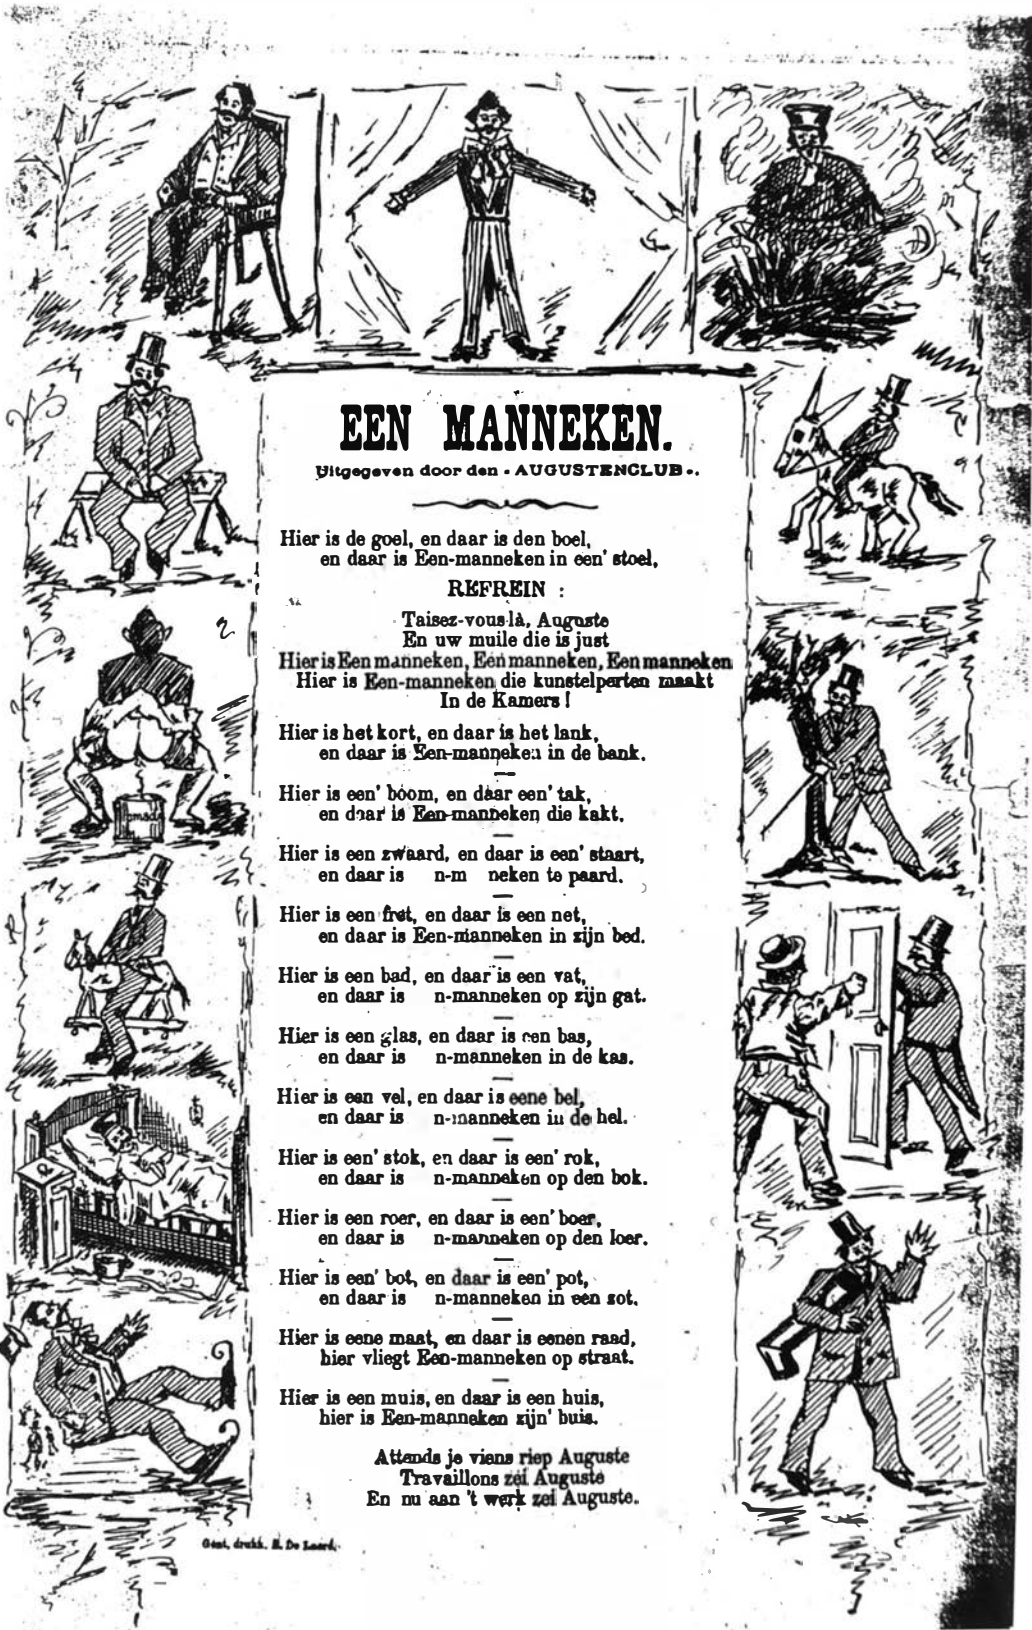 EEN MANNEKEN.
Uitgegeven door den « AUGUSTENCLUB ».
Hier is de goel, en daar is den boel,
en daar is Een-manneken in een' stoel,
REFREIN :
Taisez-vous là, Auguste
En uw muile die is just
Hier is Een manneken, Een manneken, Een manneken
Hier is Een-manneken die kunstelperten maakt
In de Kamers !
Hier is het kort, en daar is het lank,
en daar is Een-manneken in de bank.
Hier is een' boom, en daar een' tak,
en daar is Een-manneken die kakt.
Hier is een zwaard, en daar is een' staart,
en daar is n-m neken te paard.
Hier is een fret, en daar is een net,
en daar is Een-manneken in zijn bed.
Hier is een bad, en daar is een vat,
en daar is n-manneken op zijn gat.
Hier is een glas, en daar is een bas,
en daar is n-manneken in de kas.
Hier is een vel, en daar is eene bel,
en daar is n-manneken in de hel.
Hier is een' stok, en daar is een' rok,
en daar is n-manneken op den bok.
Hier is een roer, en daar is een' boer,
en daar is n-manneken op den loer.
Hier is een' bot, en daar is een' pot,
en daar is n-manneken in een zot.
Hier is eene maat, en daar is eenen raad,
hier vliegt Een-manneken op straat.
Hier is een muis, en daar is een huis,
hier is Een-manneken zijn' buis.
Attends je viens riep Auguste
Travaillons zei Auguste
En nu aan 't werk zei Auguste.
Gent, drukk. De